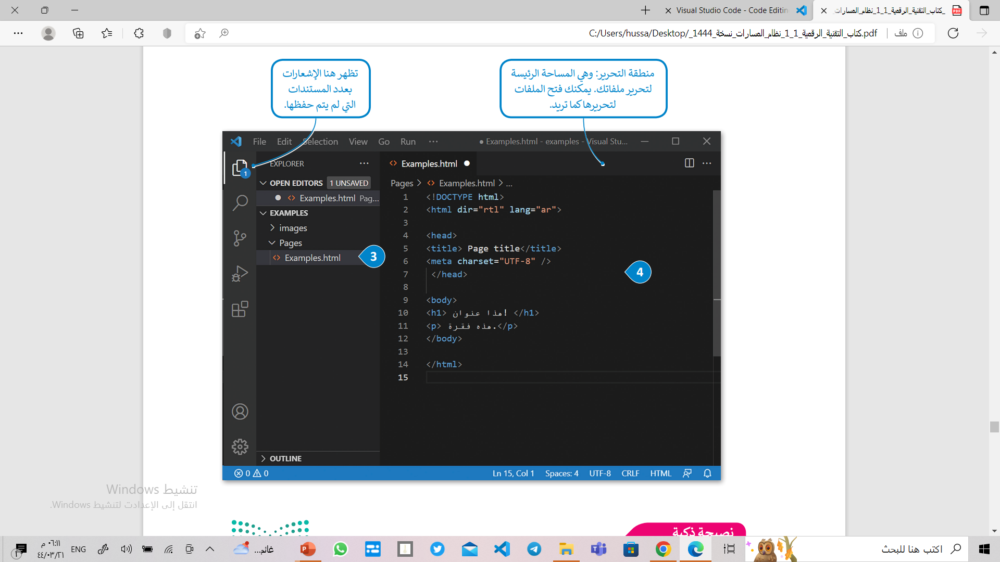 Visual Studio Code - Code Editin
كتاب_التقنية_الرقمية_1_1_نظام_المسارات_
C:/Users/hussa/Desktop/_1444_كتاب_التقنية_الرقمية_1_1_نظام_المسارات_نسخة.pdf
ملف
منطقة التحرير: وهي المساحة الرئيسة
لتحرير ملفاتك. يمكنك فتح الملفات
لتحريرها كما تريد.
تظهر هنا الإشعارات
بعدد المستندات
التي لم يتم حفظها.
File Edit Selection View Go Run ··· ● Examples.html - examples - Visual Stu...
1
EXPLORER ···
Examples.html ●
OPEN EDITORS 1 UNSAVED
● Examples.html Pag...
EXAMPLES
images
Pages
Examples.html
3
OUTLINE
Pages > Examples.html > ...
1 <!DOCTYPE html>
2 <html dir="rtl" lang="ar">
3
4 <head>
5 <title> Page title</title>
6 <meta charset="UTF-8" />
7 </head>
8
9 <body>
10 <h1> هذا عنوان! </h1>
11 <p> هذه فقرة.</p>
12 </body>
13
14 </html>
15
4
0 0 Ln 15, Col 1 Spaces: 4 UTF-8 CRLF HTML
تنشيط Windows
انتقل إلى الإعدادت لتنشيط Windows.
نصيحة ذكية
اكتب هنا للبحث
غائم...
ENG
٠٦:١١ م
٤٤/٠٣/٢١
١